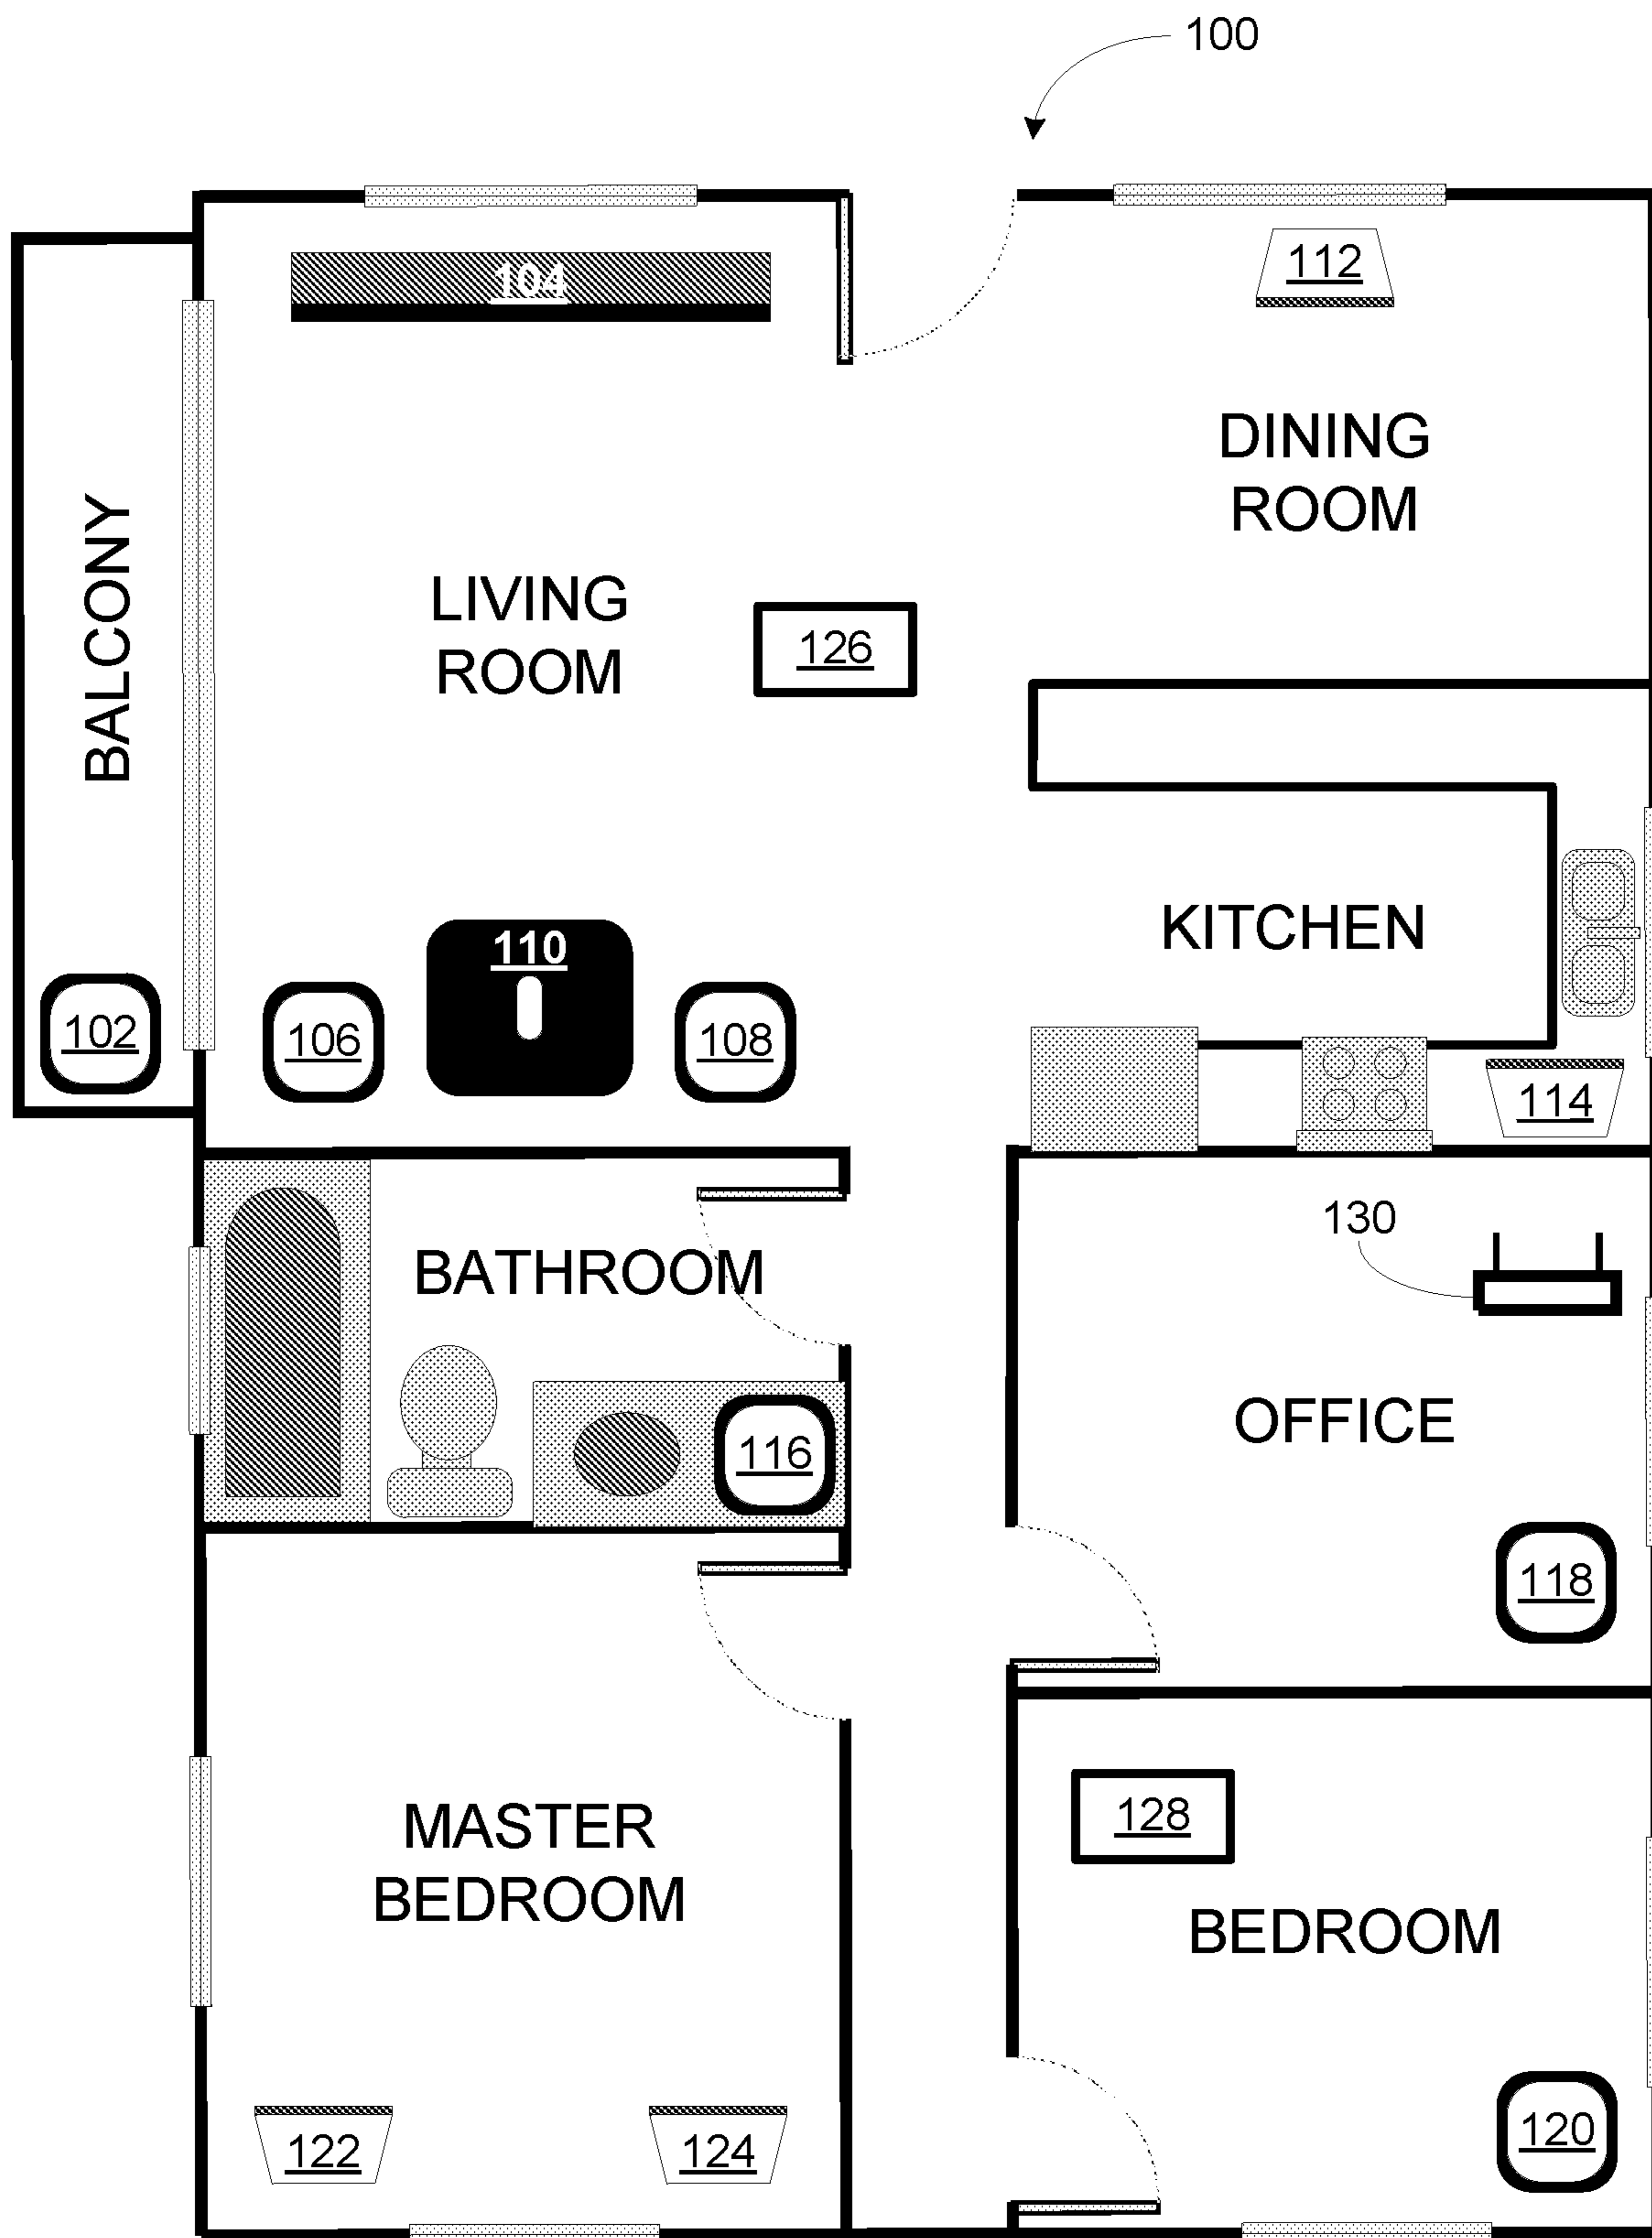 100
104
112
DINING
ROOM
BALCONY
LIVING
ROOM
126
KITCHEN
110
102
106
108
114
130
BATHROOM
OFFICE
116
118
MASTER
BEDROOM
128
BEDROOM
122
124
120